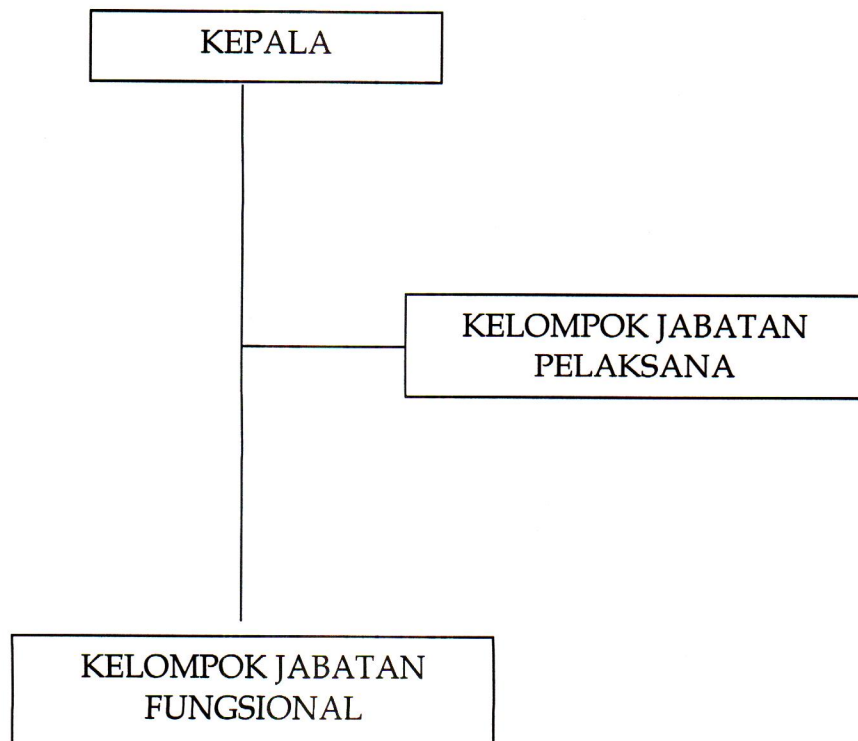 KEPALA
KELOMPOK JABATAN
PELAKSANA
KELOMPOK JABATAN
FUNGSIONAL